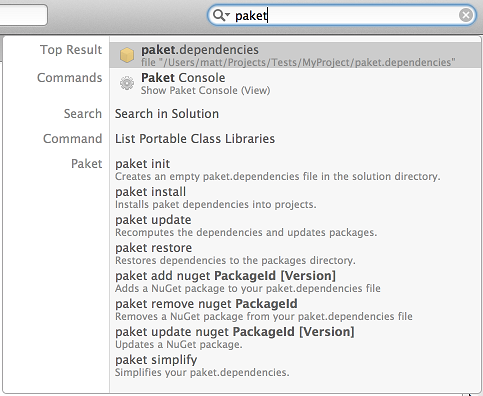 paket
Top Result
paket.dependencies
file "/Users/matt/Projects/Tests/MyProject/paket.dependencies"
Commands
Paket Console
Show Paket Console (View)
Search
Search in Solution
Command
List Portable Class Libraries
Paket
paket init
Creates an empty paket.dependencies file in the solution directory.
paket install
Installs paket dependencies into projects.
paket update
Recomputes the dependencies and updates packages.
paket restore
Restores dependencies to the packages directory.
paket add nuget PackageId [Version]
Adds a NuGet package to your paket.dependencies file
paket remove nuget PackageId
Removes a NuGet package from your paket.dependencies file
paket update nuget PackageId [Version]
Updates a NuGet package.
paket simplify
Simplifies your paket.dependencies.